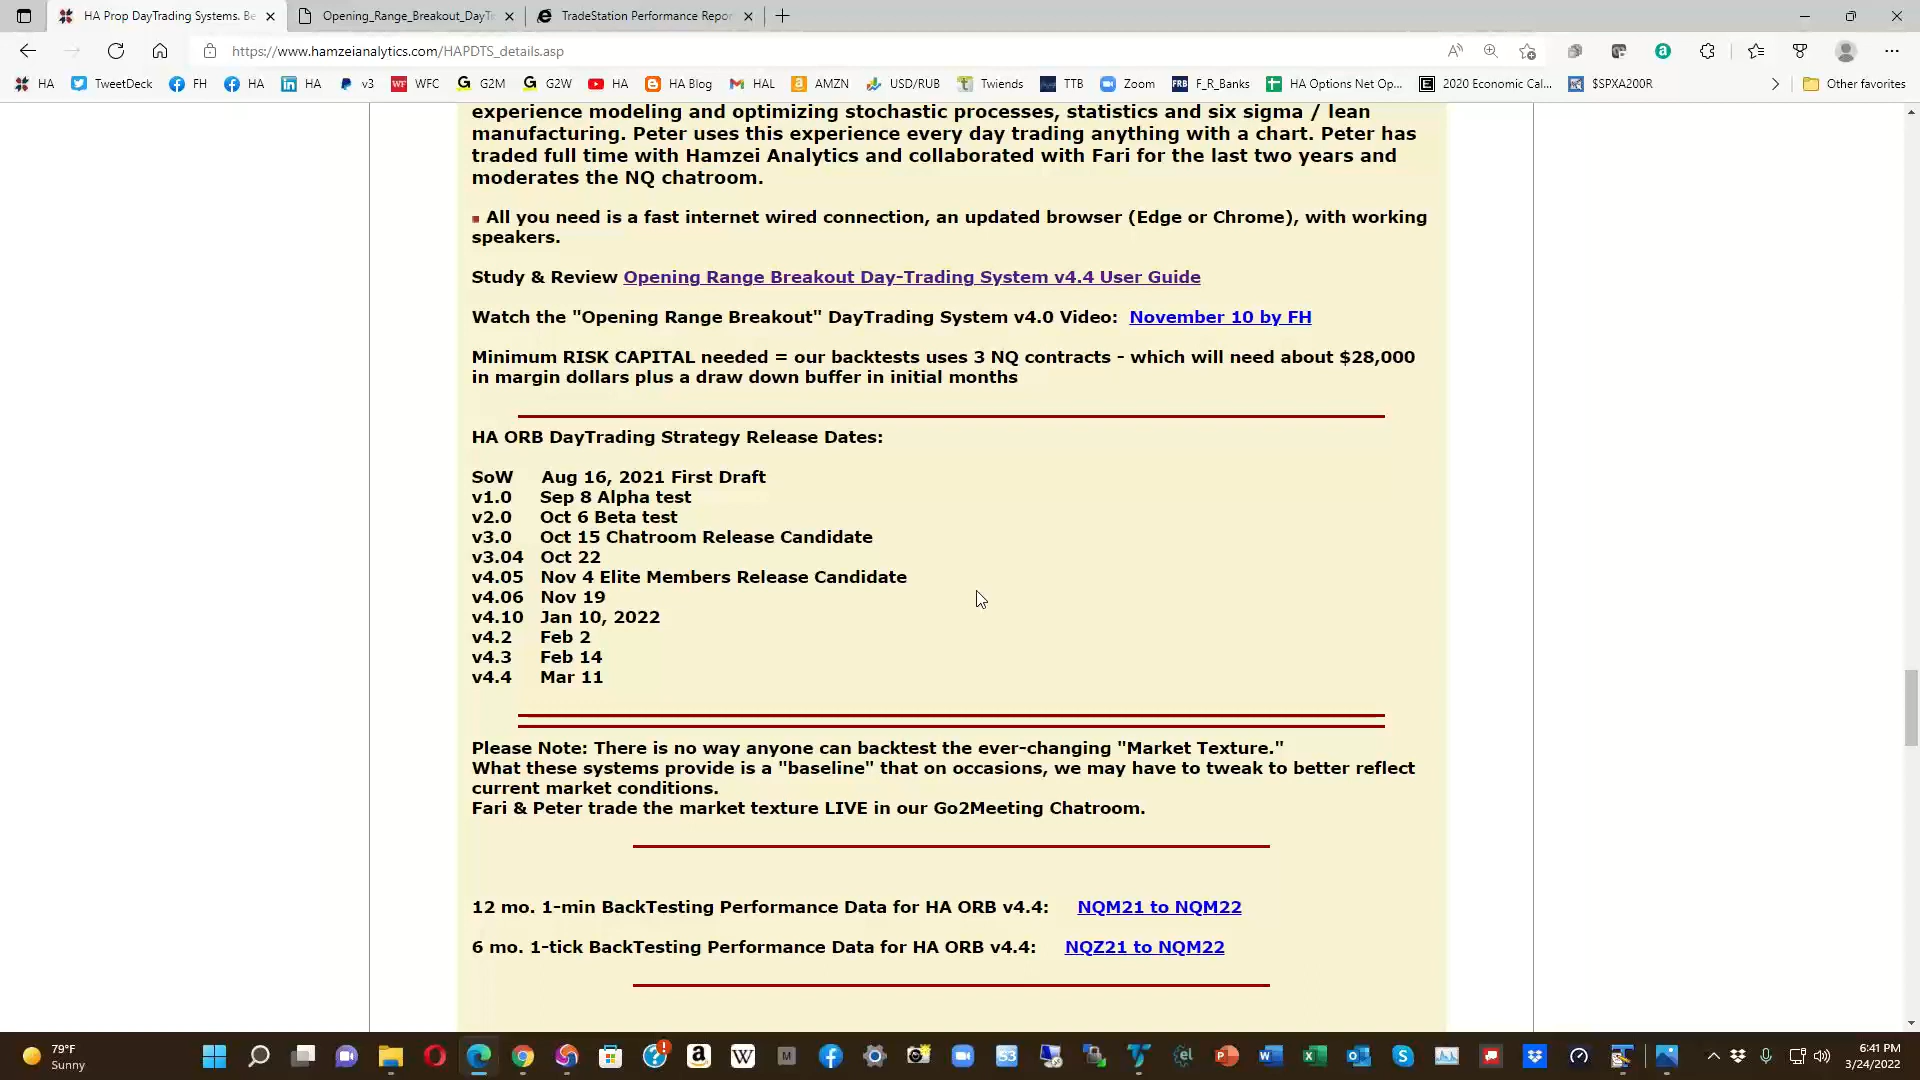 HA Prop DayTrading Systems. Be
Opening_Range_Breakout_DayTr
TradeStation Performance Repor
https://www.hamzeianalytics.com/HAPDTS_details.asp
HA TweetDeck FH HA HA v3 WFC G2M G2W HA HA Blog HAL AMZN USD/RUB Twiends TTB Zoom F_R_Banks HA Options Net Op... 2020 Economic Cal... $SPXA200R Other favorites
experience modeling and optimizing stochastic processes, statistics and six sigma / lean
manufacturing. Peter uses this experience every day trading anything with a chart. Peter has
traded full time with Hamzei Analytics and collaborated with Fari for the last two years and
moderates the NQ chatroom.
All you need is a fast internet wired connection, an updated browser (Edge or Chrome), with working
speakers.
Study & Review Opening Range Breakout Day-Trading System v4.4 User Guide
Watch the "Opening Range Breakout" DayTrading System v4.0 Video: November 10 by FH
Minimum RISK CAPITAL needed = our backtests uses 3 NQ contracts - which will need about $28,000
in margin dollars plus a draw down buffer in initial months
HA ORB DayTrading Strategy Release Dates:
SoW Aug 16, 2021 First Draft
v1.0 Sep 8 Alpha test
v2.0 Oct 6 Beta test
v3.0 Oct 15 Chatroom Release Candidate
v3.04 Oct 22
v4.05 Nov 4 Elite Members Release Candidate
v4.06 Nov 19
v4.10 Jan 10, 2022
v4.2 Feb 2
v4.3 Feb 14
v4.4 Mar 11
Please Note: There is no way anyone can backtest the ever-changing "Market Texture."
What these systems provide is a "baseline" that on occasions, we may have to tweak to better reflect
current market conditions.
Fari & Peter trade the market texture LIVE in our Go2Meeting Chatroom.
12 mo. 1-min BackTesting Performance Data for HA ORB v4.4: NQM21 to NQM22
6 mo. 1-tick BackTesting Performance Data for HA ORB v4.4: NQZ21 to NQM22
79°F
Sunny
6:41 PM
3/24/2022